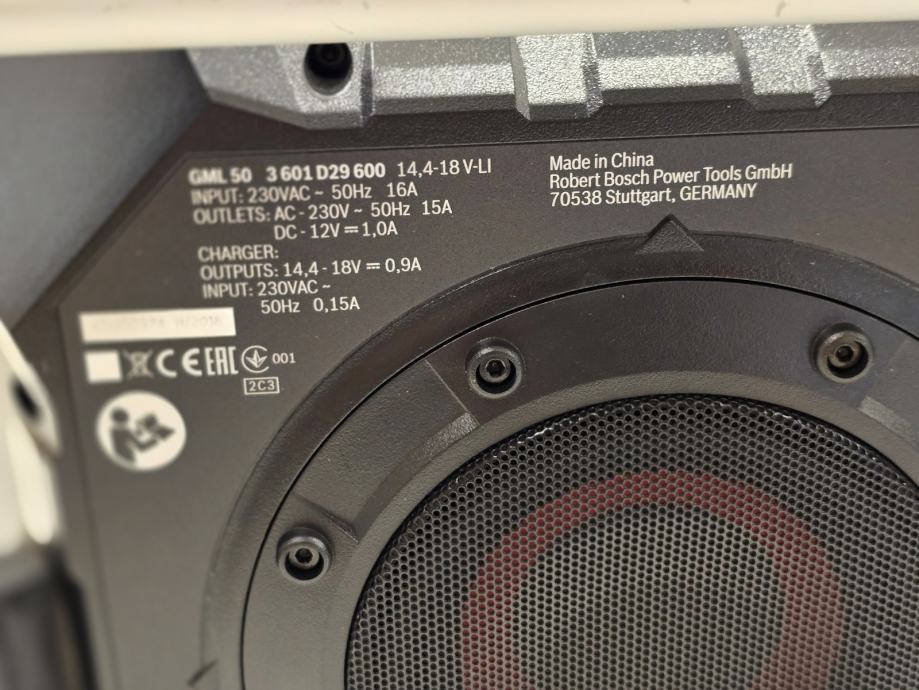 GML 50 3 601 D29 600 14,4-18 V-LI
INPUT: 230VAC ~ 50Hz 16A
OUTLETS: AC - 230V ~ 50Hz 15A
DC - 12V ⎓ 1,0A
CHARGER:
OUTPUTS: 14,4 - 18V ⎓ 0,9A
INPUT: 230VAC ~
50Hz 0,15A
Made in China
Robert Bosch Power Tools GmbH
70538 Stuttgart, GERMANY
CE EAC 001
2C3